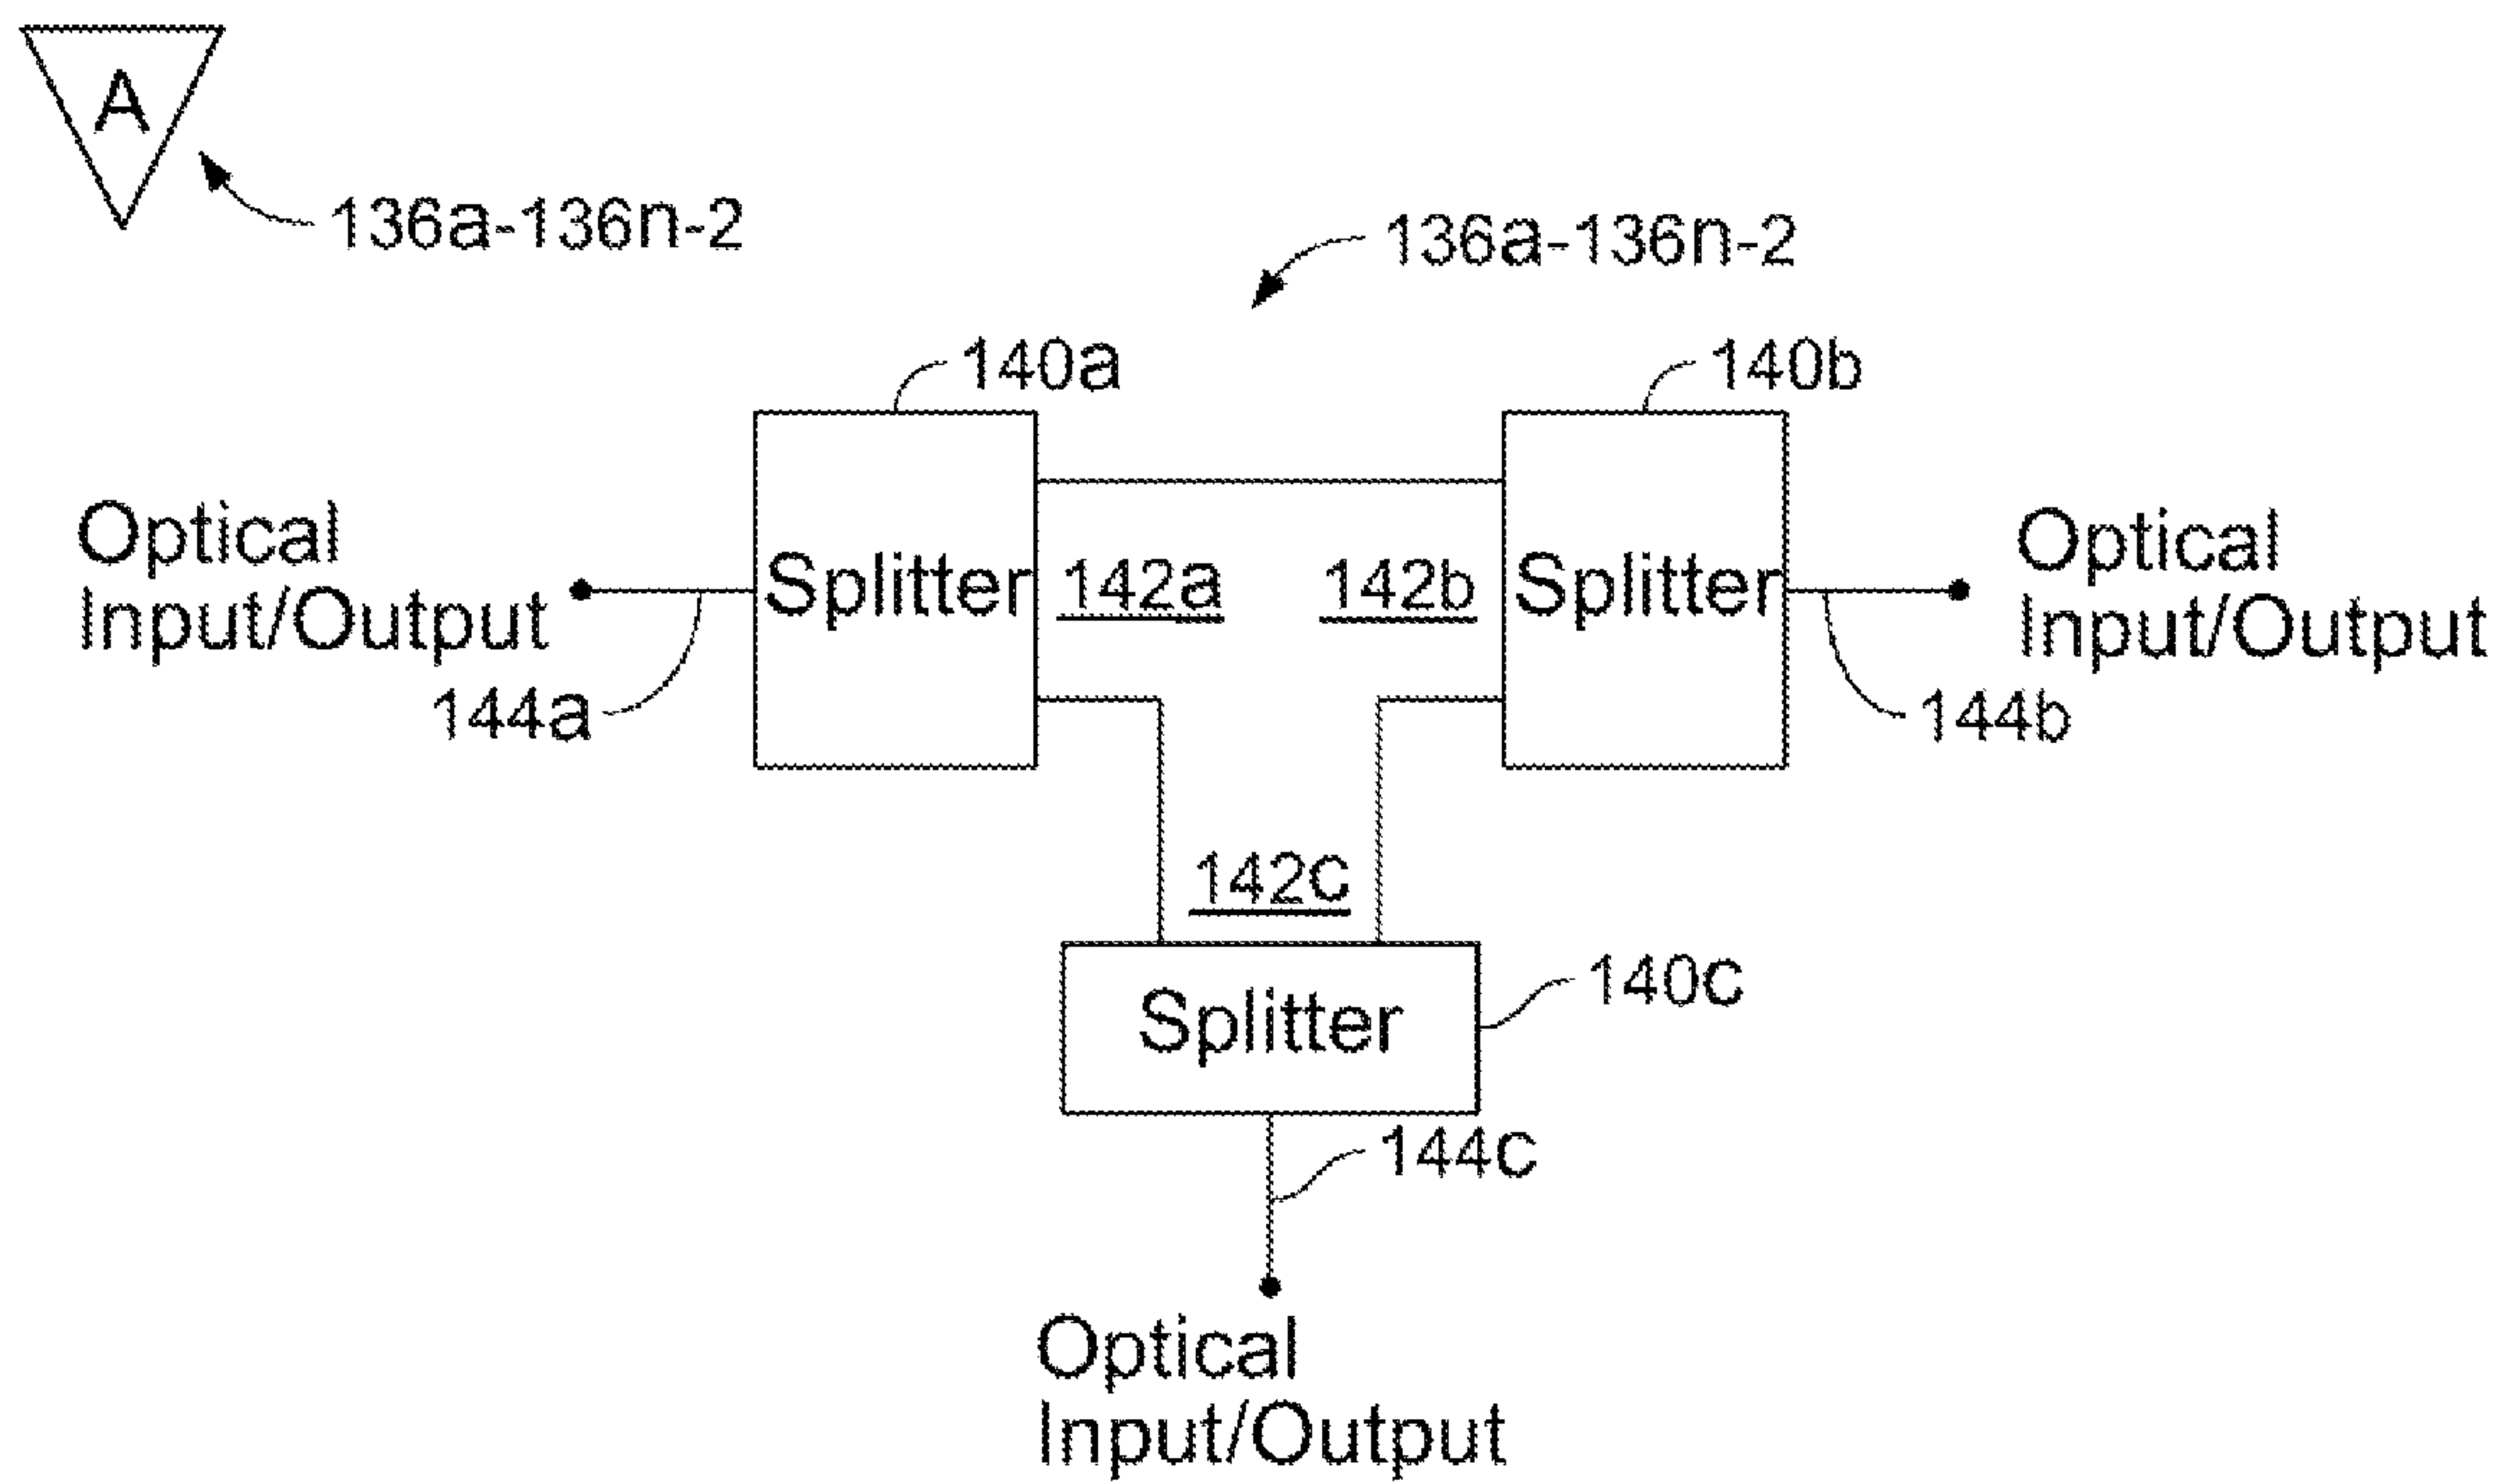 A
136a-136n-2
136a-136n-2
140a
140b
Optical
Input/Output
Splitter
142a
142b
Splitter
Optical
Input/Output
144a
144b
142c
Splitter
140c
144c
Optical
Input/Output